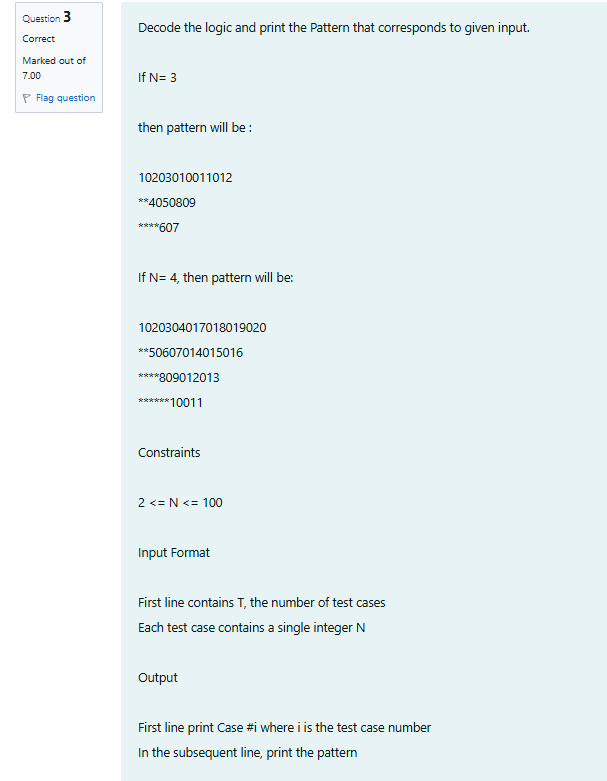 Question 3
Correct
Marked out of
7.00
Flag question
Decode the logic and print the Pattern that corresponds to given input.
If N= 3
then pattern will be :
10203010011012
**4050809
****607
If N= 4, then pattern will be:
1020304017018019020
**50607014015016
****809012013
******10011
Constraints
2 <= N <= 100
Input Format
First line contains T, the number of test cases
Each test case contains a single integer N
Output
First line print Case #i where i is the test case number
In the subsequent line, print the pattern